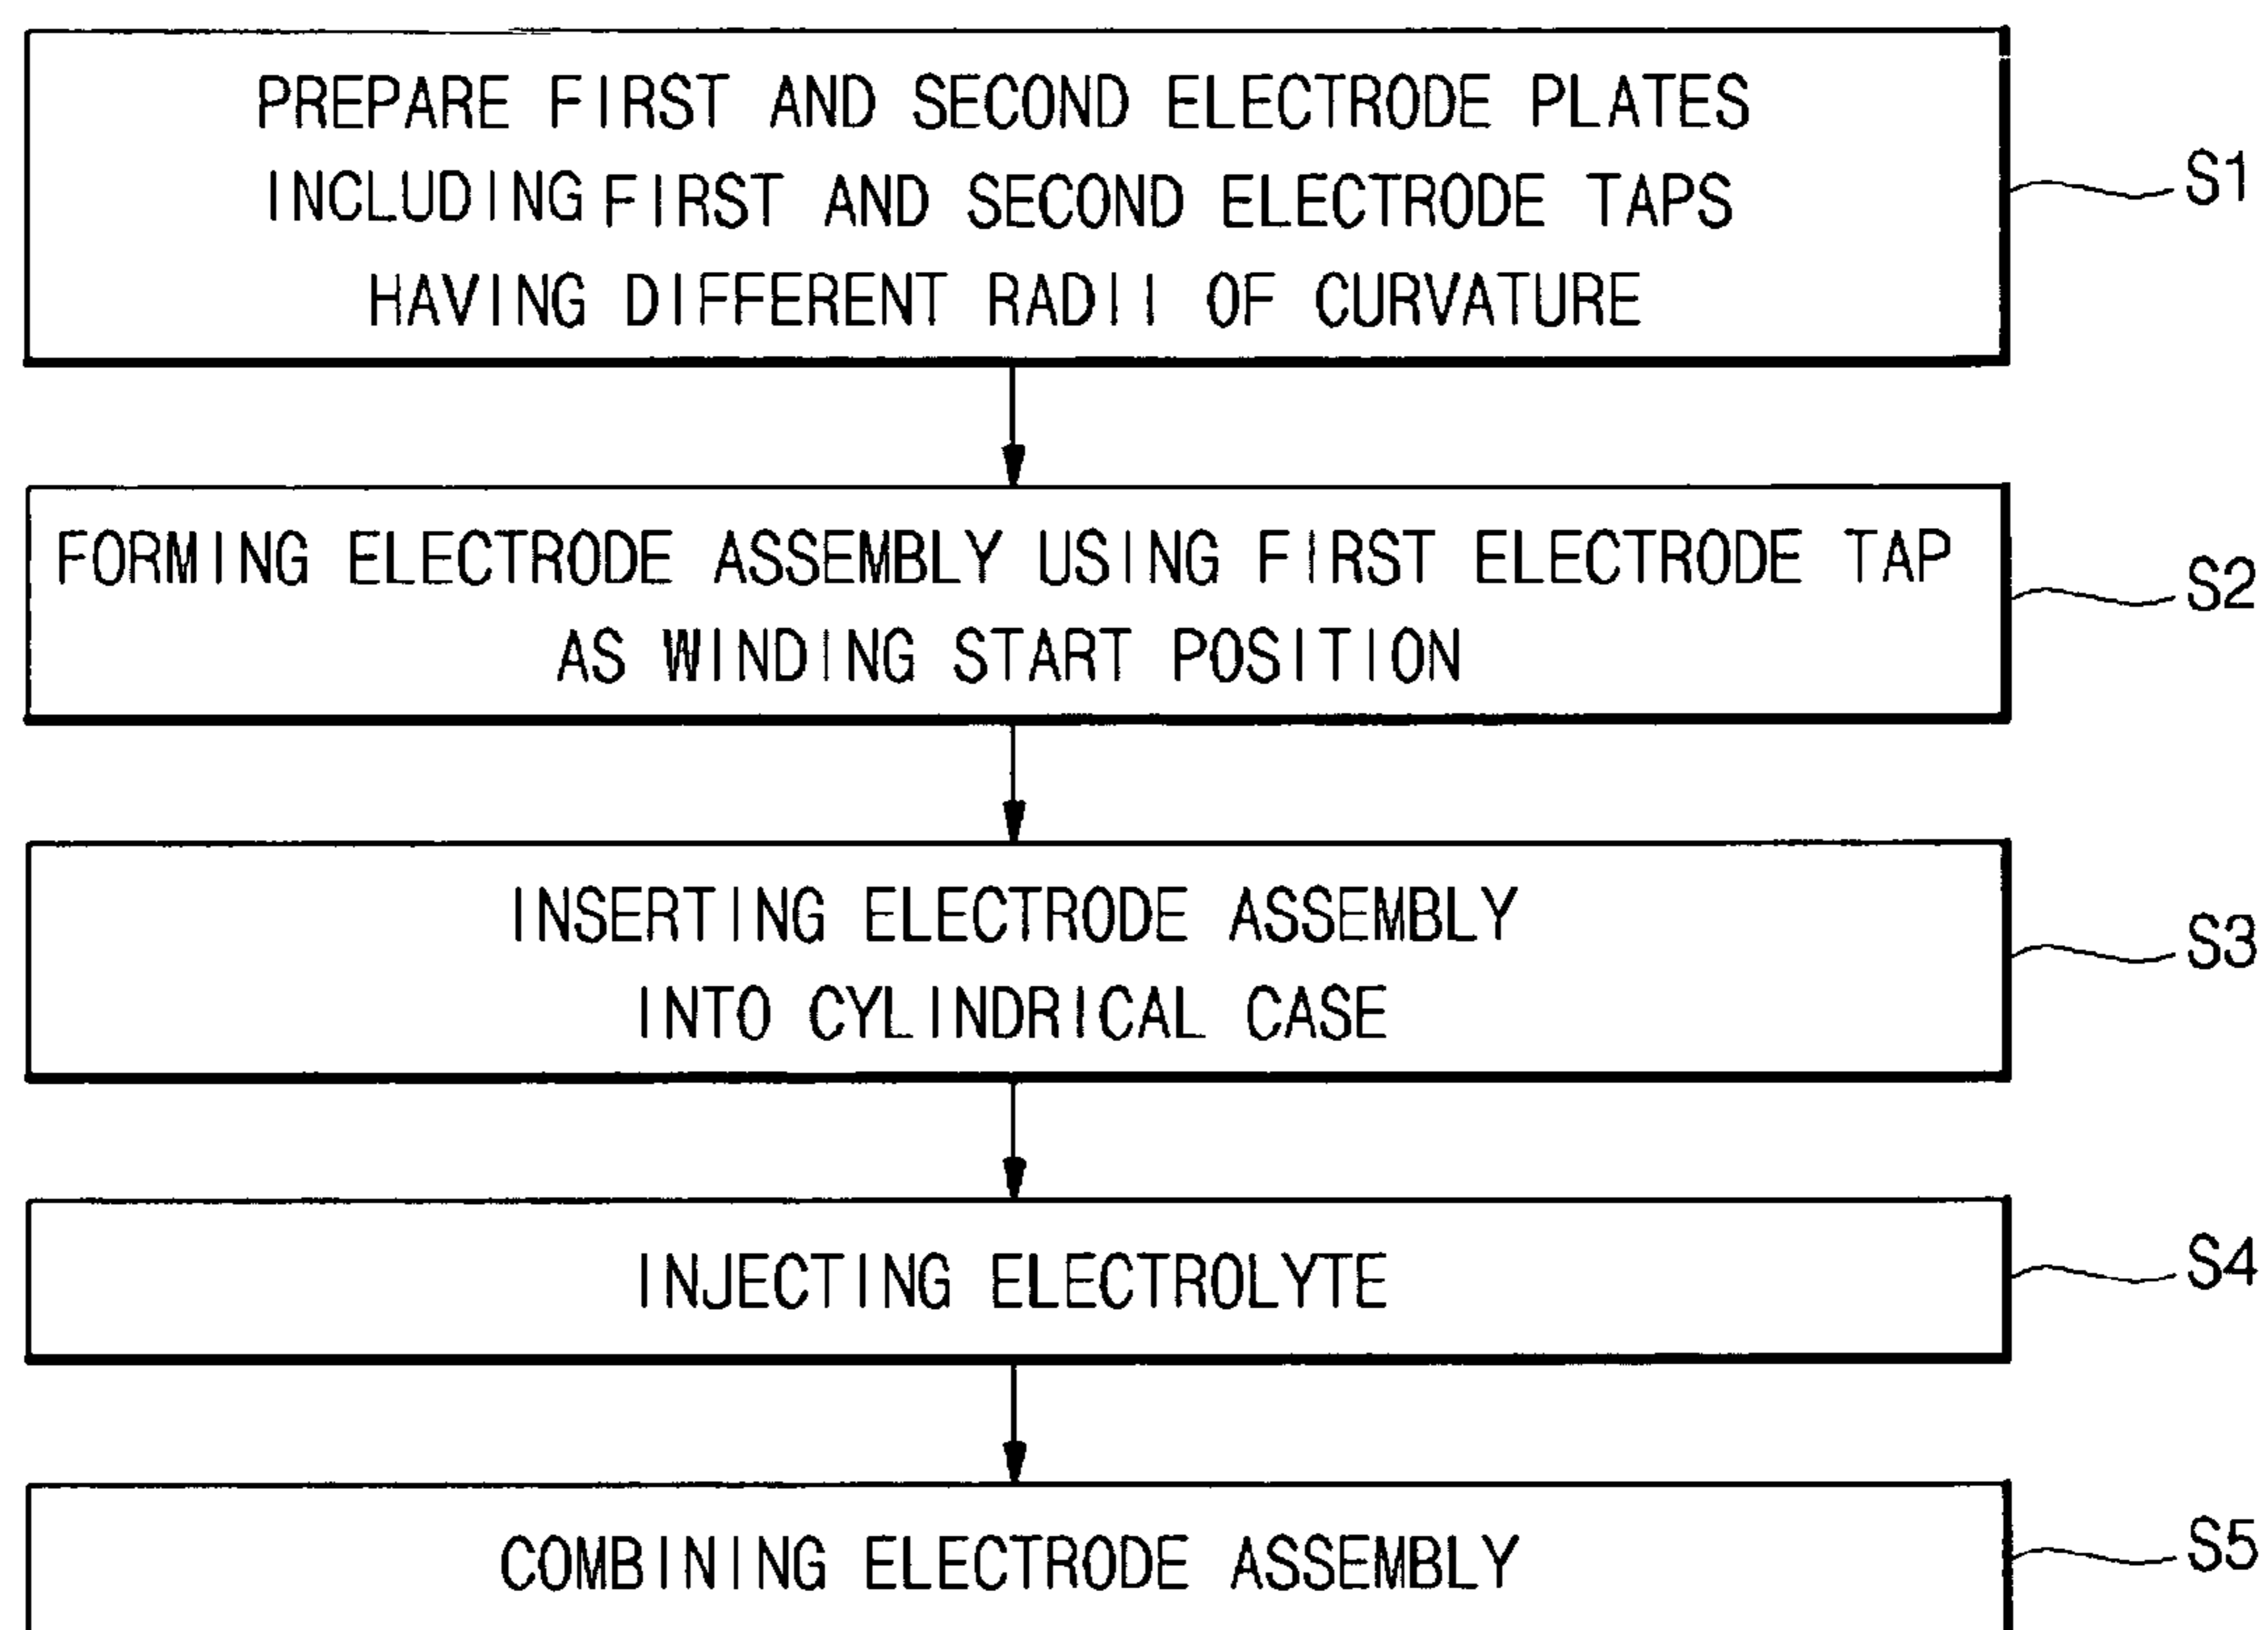 PREPARE FIRST AND SECOND ELECTRODE PLATES
INCLUDING FIRST AND SECOND ELECTRODE TAPS
HAVING DIFFERENT RADII OF CURVATURE
S1
FORMING ELECTRODE ASSEMBLY USING FIRST ELECTRODE TAP
AS WINDING START POSITION
S2
INSERTING ELECTRODE ASSEMBLY
INTO CYLINDRICAL CASE
S3
INJECTING ELECTROLYTE
S4
COMBINING ELECTRODE ASSEMBLY
S5